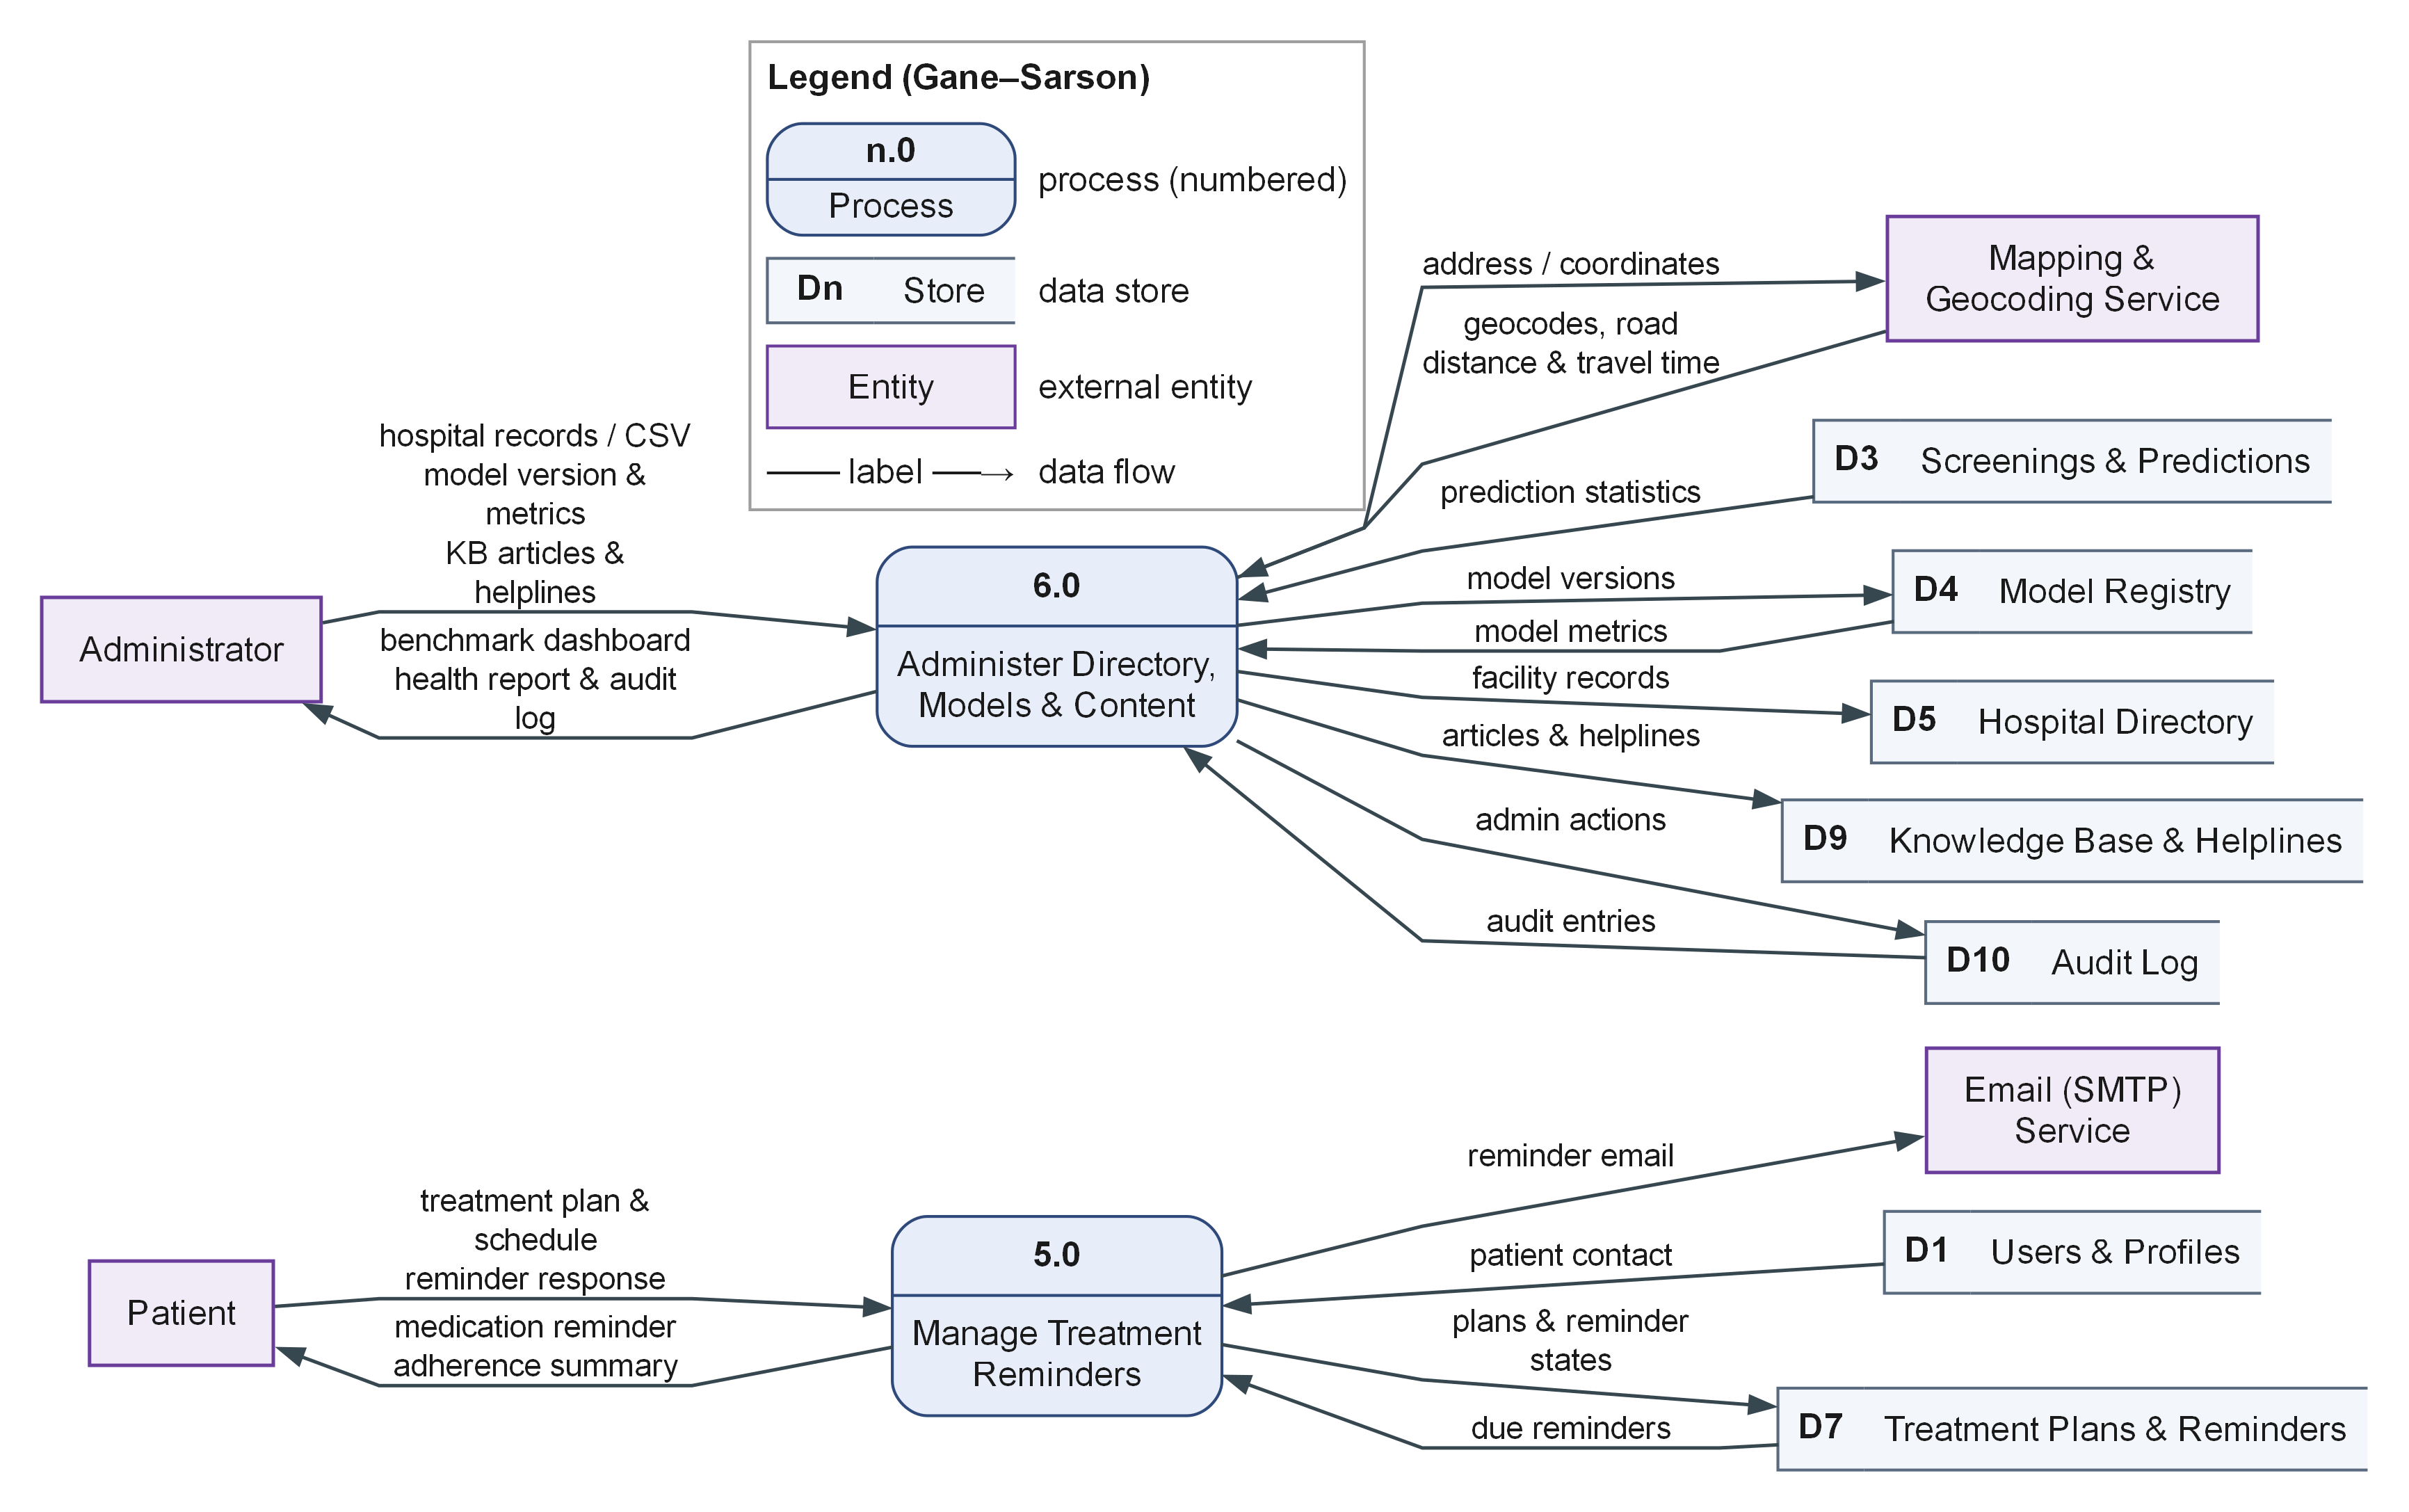 Legend (Gane–Sarson)
n.0
Process
process (numbered)
Dn Store
data store
Entity
external entity
label
data flow
address / coordinates
Mapping &
Geocoding Service
geocodes, road
distance & travel time
hospital records / CSV
model version &
metrics
KB articles &
helplines
Administrator
benchmark dashboard
health report & audit
log
6.0
Administer Directory,
Models & Content
prediction statistics
D3 Screenings & Predictions
model versions
D4 Model Registry
model metrics
facility records
D5 Hospital Directory
articles & helplines
D9 Knowledge Base & Helplines
admin actions
audit entries
D10 Audit Log
Email (SMTP)
Service
reminder email
treatment plan &
schedule
reminder response
Patient
medication reminder
adherence summary
5.0
Manage Treatment
Reminders
patient contact
D1 Users & Profiles
plans & reminder
states
due reminders
D7 Treatment Plans & Reminders